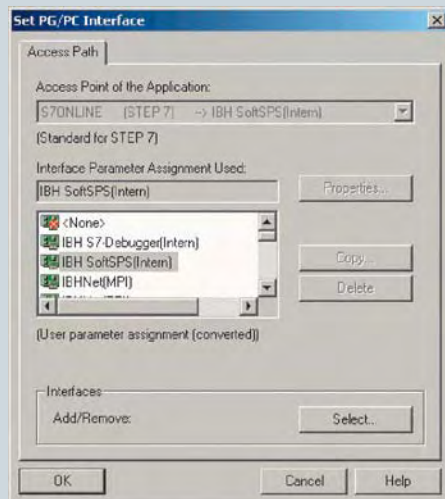 Set PG/PC Interface
Access Path
Access Point of the Application:
S7ONLINE (STEP 7) --> IBH SoftSPS(Intern)
(Standard for STEP 7)
Interface Parameter Assignment Used:
IBH SoftSPS(Intern)
Properties...
<None>
IBH S7-Debugger(Intern)
IBH SoftSPS(Intern)
IBHNet(MPI)
Copy...
Delete
(User parameter assignment (converted))
Interfaces
Add/Remove:
Select...
OK
Cancel
Help